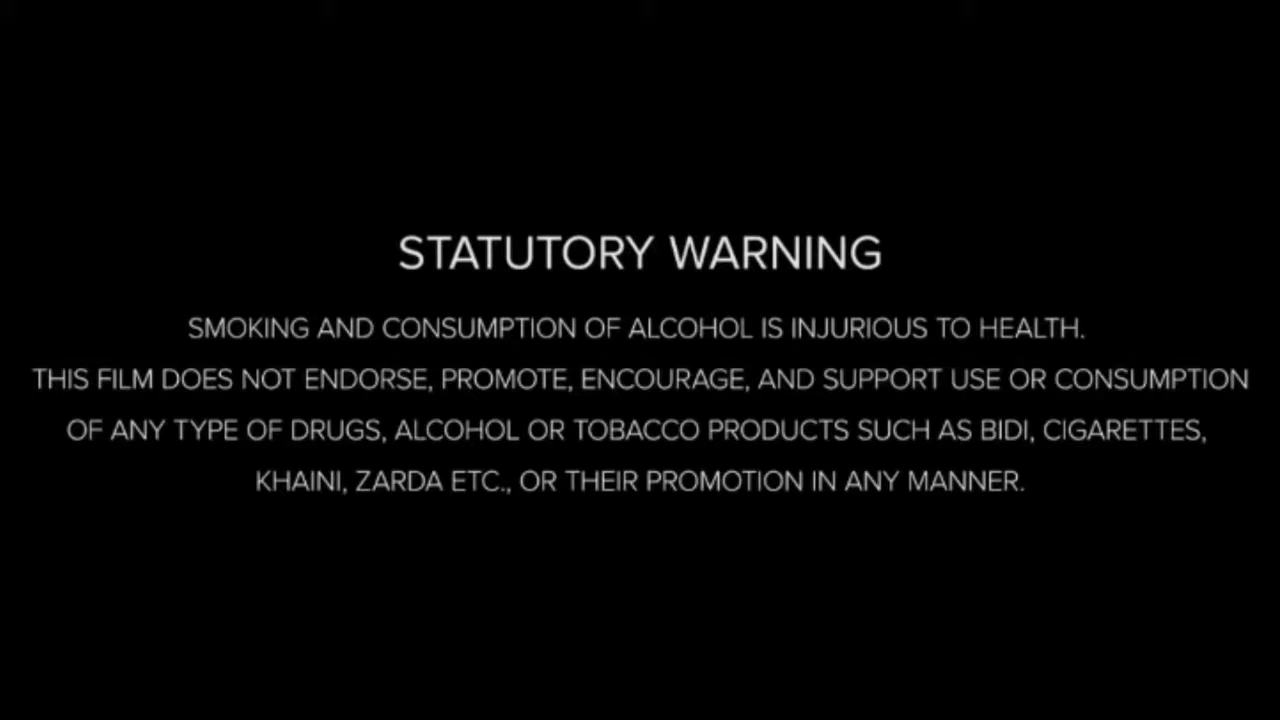 STATUTORY WARNING
SMOKING AND CONSUMPTION OF ALCOHOL IS INJURIOUS TO HEALTH.
THIS FILM DOES NOT ENDORSE, PROMOTE, ENCOURAGE, AND SUPPORT USE OR CONSUMPTION
OF ANY TYPE OF DRUGS, ALCOHOL OR TOBACCO PRODUCTS SUCH AS BIDI, CIGARETTES,
KHAINI, ZARDA ETC., OR THEIR PROMOTION IN ANY MANNER.